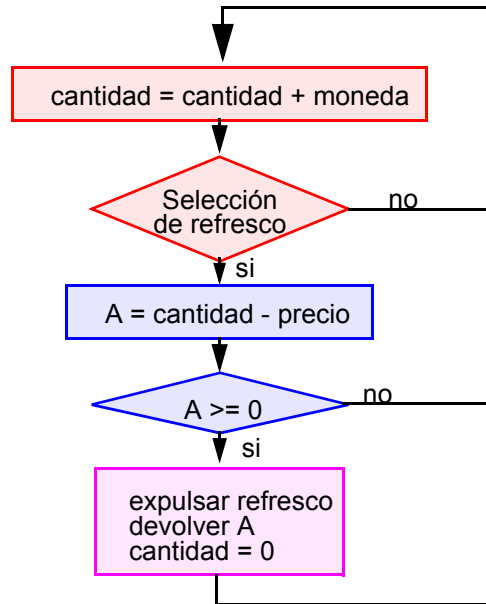 cantidad = cantidad + moneda
Selección
de refresco
no
si
A = cantidad - precio
A >= 0
no
si
expulsar refresco
devolver A
cantidad = 0